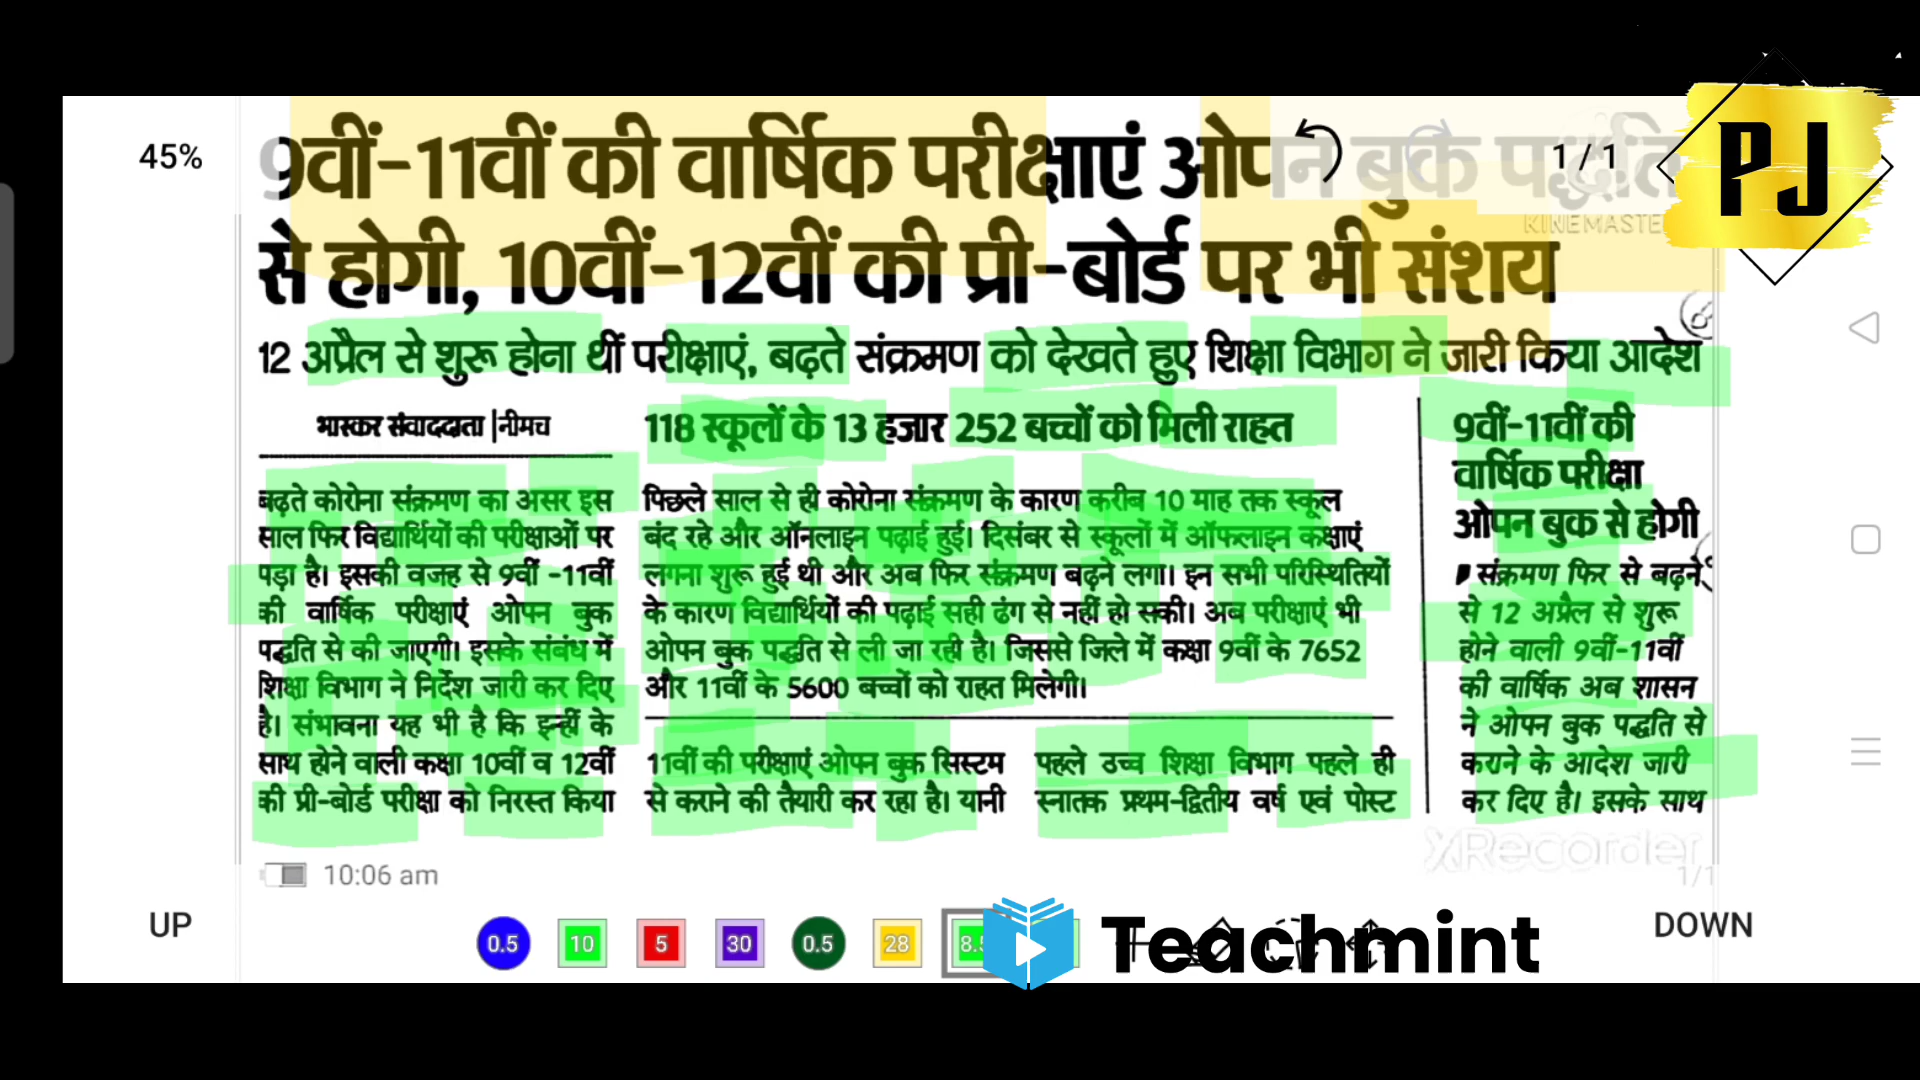 45%
9वीं-11वीं की वार्षिक परीक्षाएं ओपन बुक पद्धति
1/1
PJ
KINEMASTE
से होगी, 10वीं-12वीं की प्री-बोर्ड पर भी संशय
12 अप्रैल से शुरू होना थीं परीक्षाएं, बढ़ते संक्रमण को देखते हुए शिक्षा विभाग ने जारी किया आदेश
भास्कर संवाददाता|नीमच
बढ़ते कोरोना संक्रमण का असर इस
साल फिर विद्यार्थियों की परीक्षाओं पर
पड़ा है। इसकी वजह से 9वीं -11वीं
की वार्षिक परीक्षाएं ओपन बुक
पद्धति से की जाएगी। इसके संबंध में
शिक्षा विभाग ने निर्देश जारी कर दिए
है। संभावना यह भी है कि इन्हीं के
साथ होने वाली कक्षा 10वीं व 12वीं
की प्री-बोर्ड परीक्षा को निरस्त किया
118 स्कूलों के 13 हजार 252 बच्चों को मिली राहत
पिछले साल से ही कोरोना संक्रमण के कारण करीब 10 माह तक स्कूल
बंद रहे और ऑनलाइन पढ़ाई हुई। दिसंबर से स्कूलों में ऑफलाइन कक्षाएं
लगना शुरू हुई थी और अब फिर संक्रमण बढ़ने लगा। इन सभी परिस्थितियों
के कारण विद्यार्थियों की पढ़ाई सही ढंग से नहीं हो सकी। अब परीक्षाएं भी
ओपन बुक पद्धति से ली जा रही है। जिससे जिले में कक्षा 9वीं के 7652
और 11वीं के 5600 बच्चों को राहत मिलेगी।
11वीं की परीक्षाएं ओपन बुक सिस्टम
से कराने की तैयारी कर रहा है। यानी
पहले उच्च शिक्षा विभाग पहले ही
स्नातक प्रथम-द्वितीय वर्ष एवं पोस्ट
9वीं-11वीं की
वार्षिक परीक्षा
ओपन बुक से होगी
संक्रमण फिर से बढ़ने
से 12 अप्रैल से शुरू
होने वाली 9वीं-11वीं
की वार्षिक अब शासन
ने ओपन बुक पद्धति से
कराने के आदेश जारी
कर दिए है। इसके साथ
XRecorder
1/1
10:06 am
UP
0.5 10 5 30 0.5 28 8.5
Teachmint
DOWN